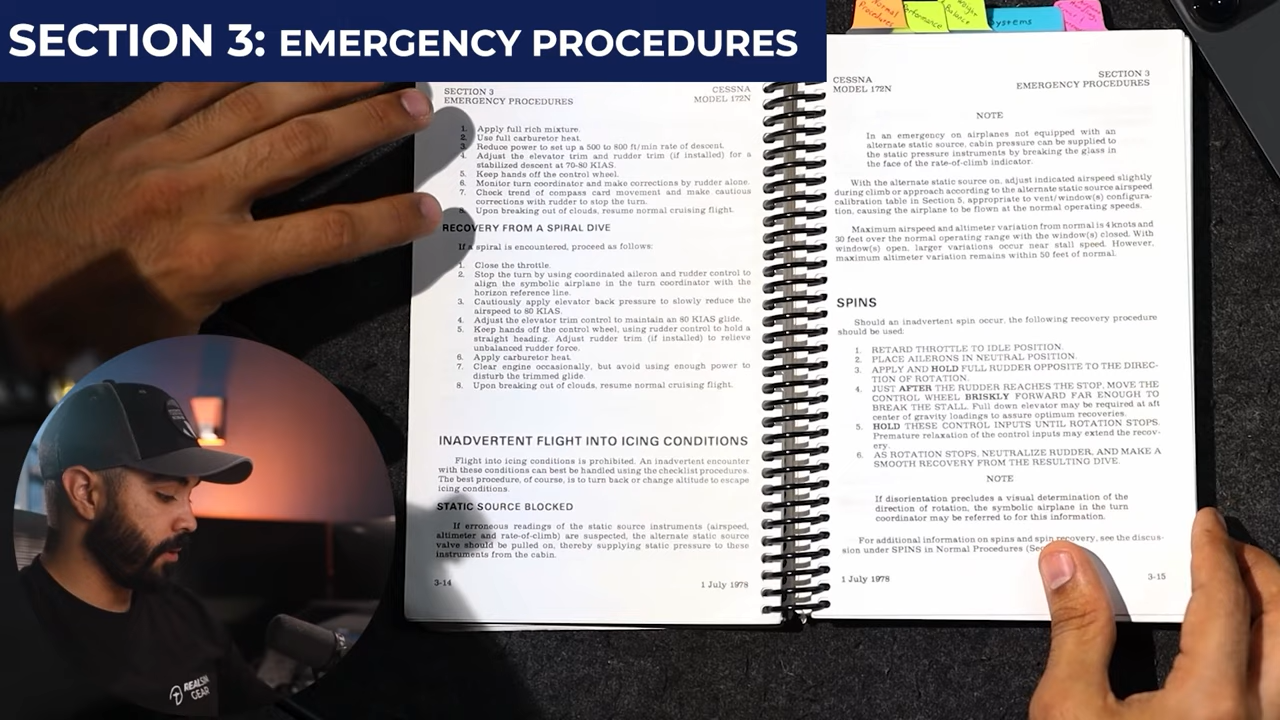 SECTION 3: EMERGENCY PROCEDURES
SECTION 3
EMERGENCY PROCEDURES
CESSNA
MODEL 172N
1. Apply full rich mixture.
2. Use full carburetor heat.
3. Reduce power to set up a 500 to 800 ft/min rate of descent.
4. Adjust the elevator trim and rudder trim (if installed) for a
stabilized descent at 70-80 KIAS.
5. Keep hands off the control wheel.
6. Monitor turn coordinator and make corrections by rudder alone.
7. Check trend of compass card movement and make cautious
corrections with rudder to stop the turn.
8. Upon breaking out of clouds, resume normal cruising flight.
RECOVERY FROM A SPIRAL DIVE
If a spiral is encountered, proceed as follows:
1. Close the throttle.
2. Stop the turn by using coordinated aileron and rudder control to
align the symbolic airplane in the turn coordinator with the
horizon reference line.
3. Cautiously apply elevator back pressure to slowly reduce the
airspeed to 80 KIAS.
4. Adjust the elevator trim control to maintain an 80 KIAS glide.
5. Keep hands off the control wheel, using rudder control to hold a
straight heading. Adjust rudder trim (if installed) to relieve
unbalanced rudder force.
6. Apply carburetor heat.
7. Clear engine occasionally, but avoid using enough power to
disturb the trimmed glide.
8. Upon breaking out of clouds, resume normal cruising flight.
INADVERTENT FLIGHT INTO ICING CONDITIONS
Flight into icing conditions is prohibited. An inadvertent encounter
with these conditions can best be handled using the checklist procedures.
The best procedure, of course, is to turn back or change altitude to escape
icing conditions.
STATIC SOURCE BLOCKED
If erroneous readings of the static source instruments (airspeed,
altimeter and rate-of-climb) are suspected, the alternate static source
valve should be pulled on, thereby supplying static pressure to these
instruments from the cabin.
3-14
1 July 1978
Normal
Procedures
Weight
Balance
Systems
CESSNA
MODEL 172N
SECTION 3
EMERGENCY PROCEDURES
NOTE
In an emergency on airplanes not equipped with an
alternate static source, cabin pressure can be supplied to
the static pressure instruments by breaking the glass in
the face of the rate-of-climb indicator.
With the alternate static source on, adjust indicated airspeed slightly
during climb or approach according to the alternate static source airspeed
calibration table in Section 5, appropriate to vent/window(s) configura-
tion, causing the airplane to be flown at the normal operating speeds.
Maximum airspeed and altimeter variation from normal is 4 knots and
30 feet over the normal operating range with the window(s) closed. With
window(s) open, larger variations occur near stall speed. However,
maximum altimeter variation remains within 50 feet of normal.
SPINS
Should an inadvertent spin occur, the following recovery procedure
should be used:
1. RETARD THROTTLE TO IDLE POSITION.
2. PLACE AILERONS IN NEUTRAL POSITION.
3. APPLY AND HOLD FULL RUDDER OPPOSITE TO THE DIREC-
TION OF ROTATION.
4. JUST AFTER THE RUDDER REACHES THE STOP, MOVE THE
CONTROL WHEEL BRISKLY FORWARD FAR ENOUGH TO
BREAK THE STALL. Full down elevator may be required at aft
center of gravity loadings to assure optimum recoveries.
5. HOLD THESE CONTROL INPUTS UNTIL ROTATION STOPS.
Premature relaxation of the control inputs may extend the recov-
ery.
6. AS ROTATION STOPS, NEUTRALIZE RUDDER, AND MAKE A
SMOOTH RECOVERY FROM THE RESULTING DIVE.
NOTE
If disorientation precludes a visual determination of the
direction of rotation, the symbolic airplane in the turn
coordinator may be referred to for this information.
For additional information on spins and spin recovery, see the discus-
sion under SPINS in Normal Procedures
1 July 1978
3-15
GEAR